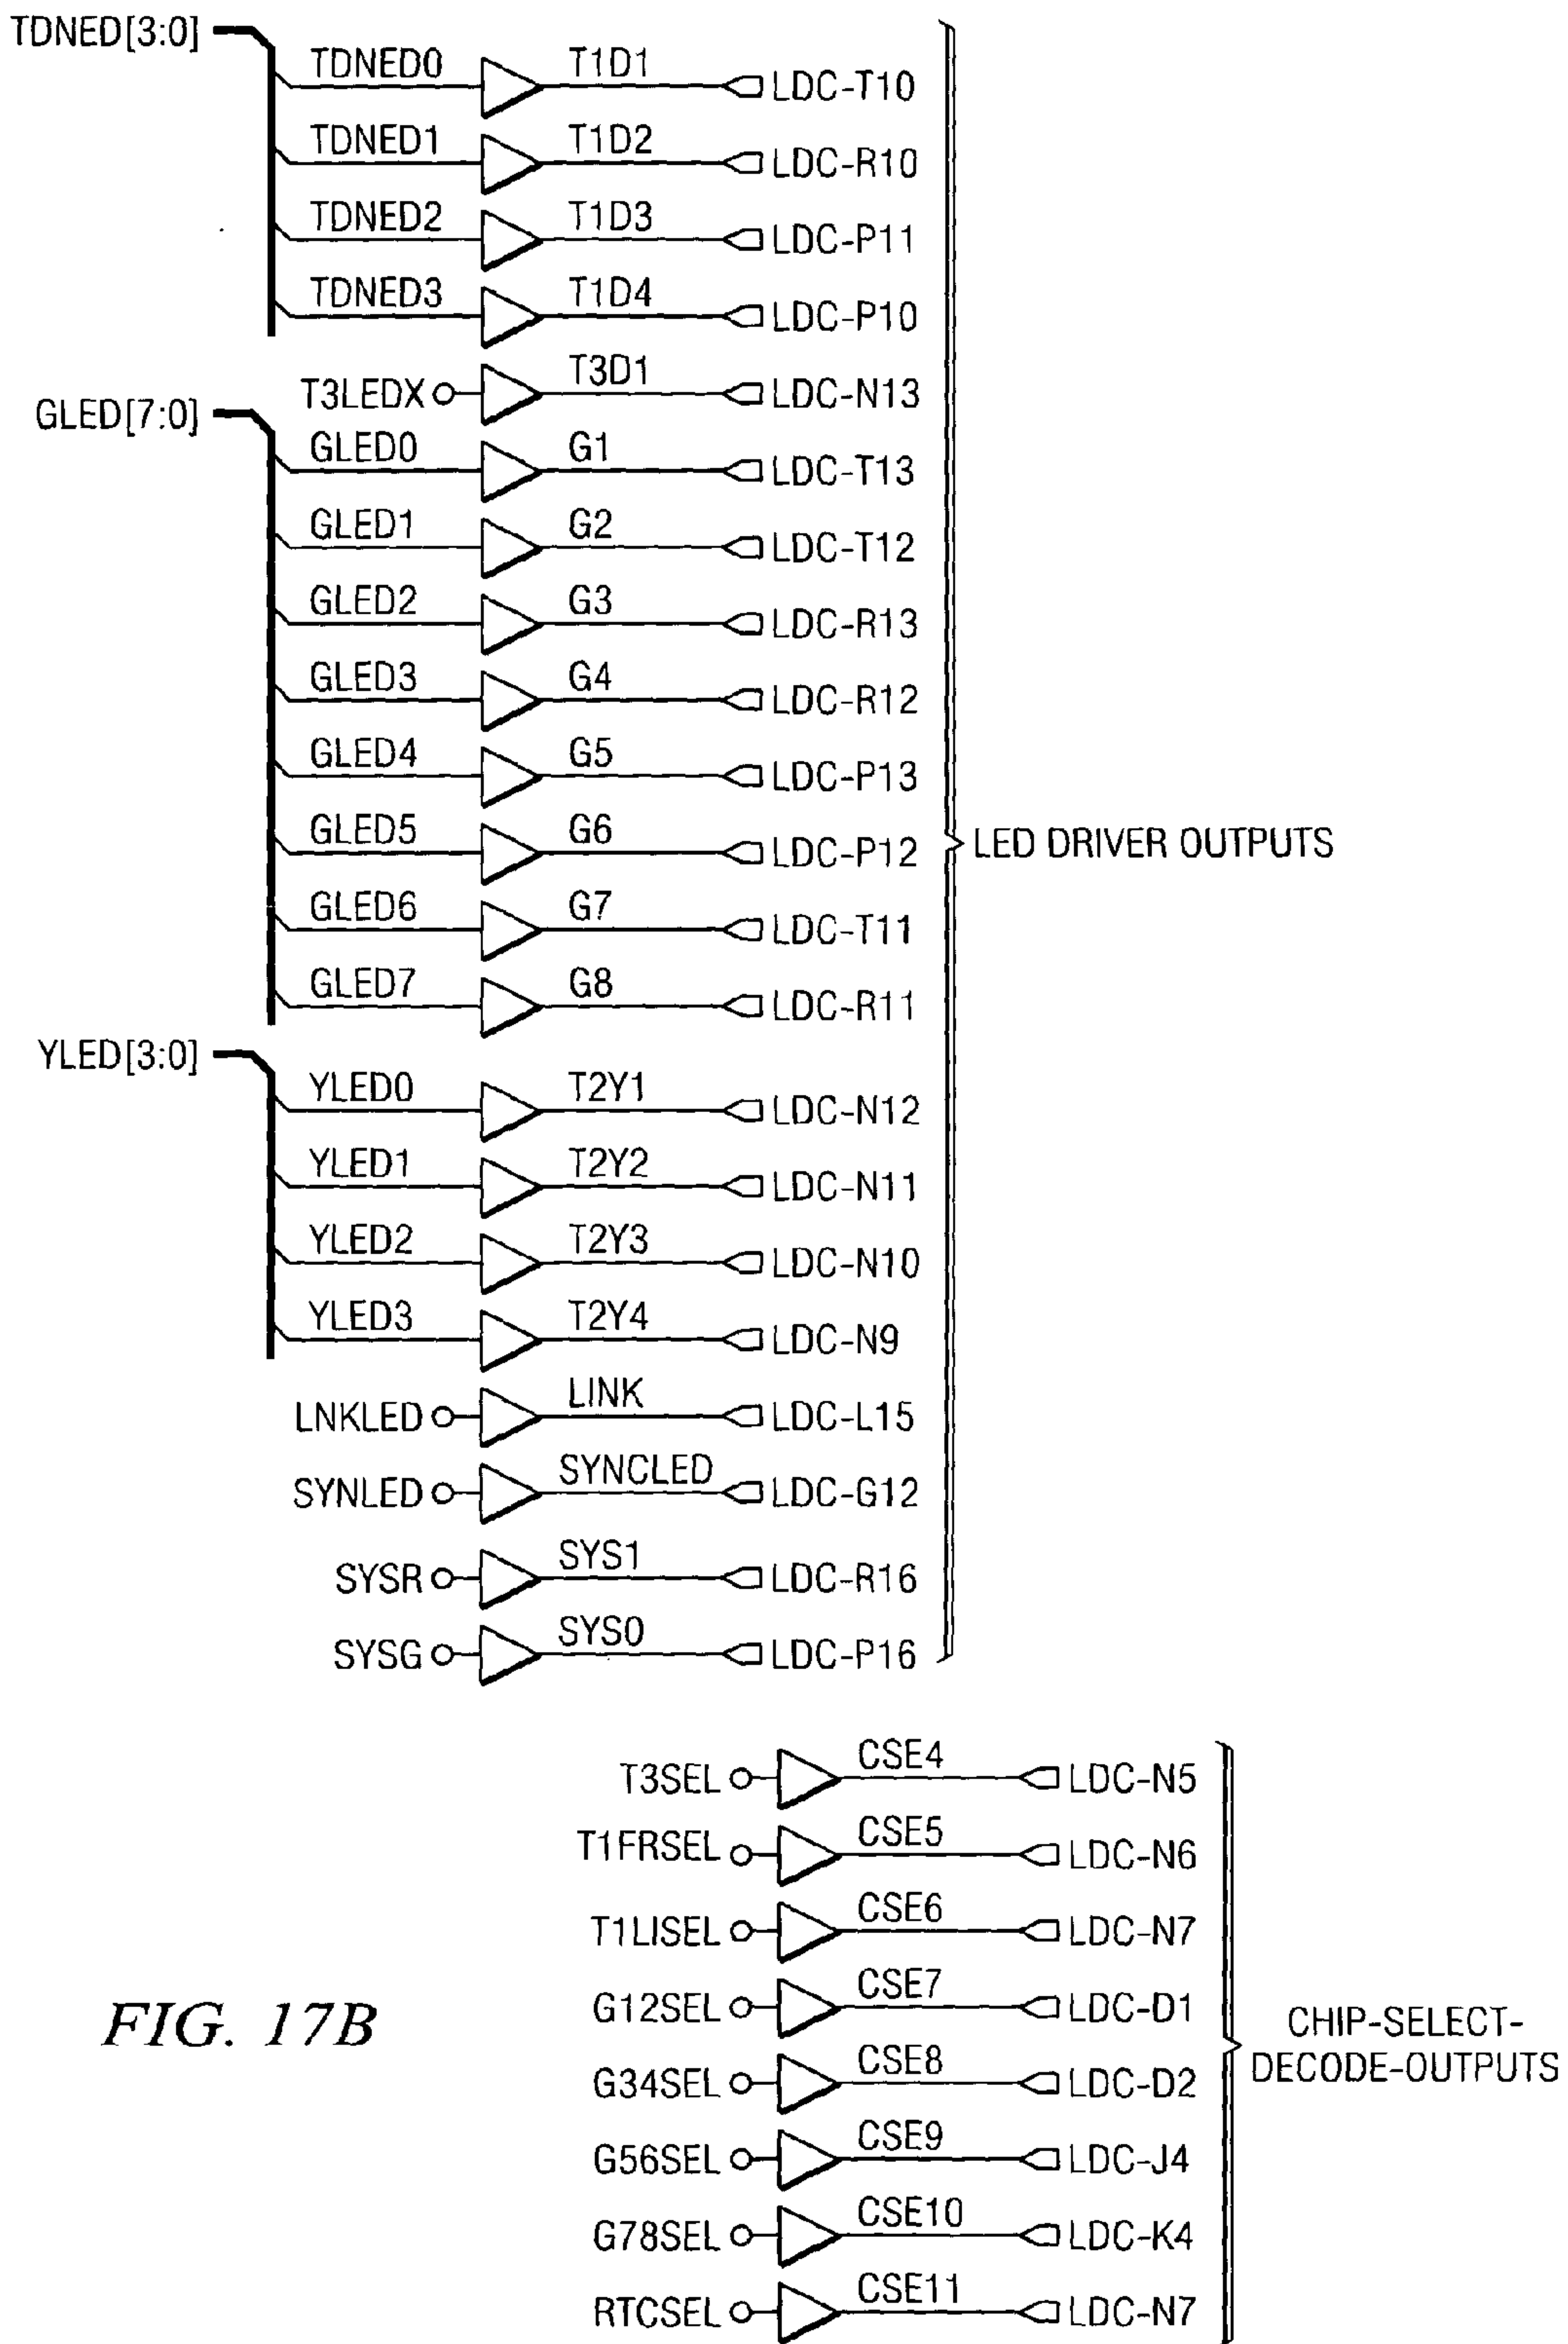 TDNED[3:0]
TDNED0 T1D1 LDC-T10
TDNED1 T1D2 LDC-R10
TDNED2 T1D3 LDC-P11
TDNED3 T1D4 LDC-P10
T3LEDX T3D1 LDC-N13
GLED[7:0]
GLED0 G1 LDC-T13
GLED1 G2 LDC-T12
GLED2 G3 LDC-R13
GLED3 G4 LDC-R12
GLED4 G5 LDC-P13
GLED5 G6 LDC-P12
LED DRIVER OUTPUTS
GLED6 G7 LDC-T11
GLED7 G8 LDC-R11
YLED[3:0]
YLED0 T2Y1 LDC-N12
YLED1 T2Y2 LDC-N11
YLED2 T2Y3 LDC-N10
YLED3 T2Y4 LDC-N9
LNKLED LINK LDC-L15
SYNLED SYNCLED LDC-G12
SYSR SYS1 LDC-R16
SYSG SYS0 LDC-P16
T3SEL CSE4 LDC-N5
T1FRSEL CSE5 LDC-N6
T1LISEL CSE6 LDC-N7
G12SEL CSE7 LDC-D1
G34SEL CSE8 LDC-D2
G56SEL CSE9 LDC-J4
G78SEL CSE10 LDC-K4
RTCSEL CSE11 LDC-N7
CHIP-SELECT-
DECODE-OUTPUTS
FIG. 17B